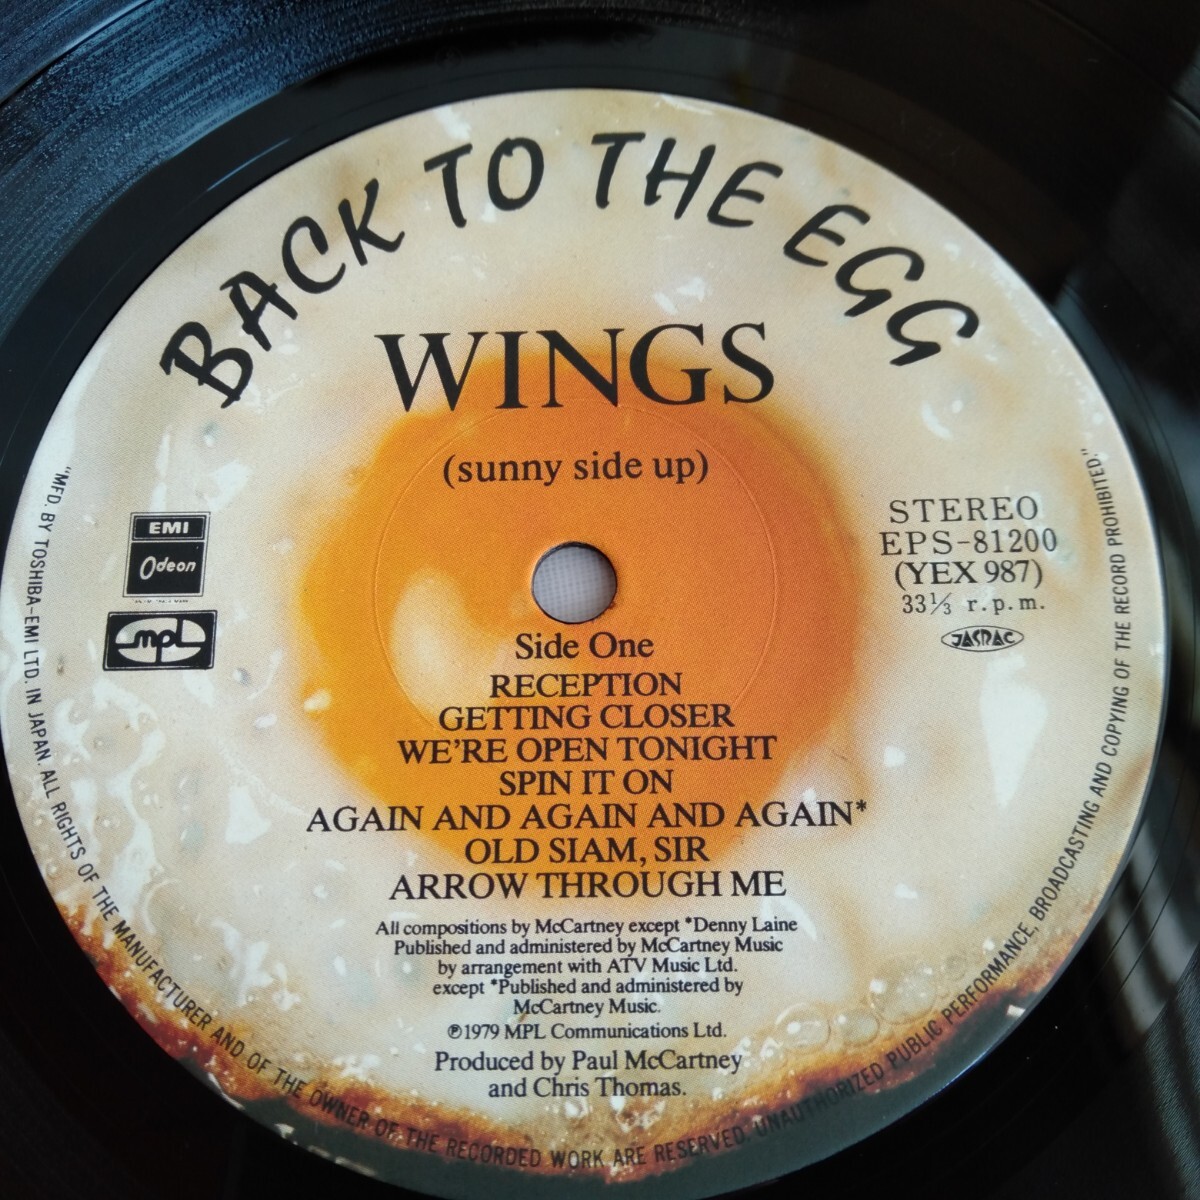 BACK TO THE EGG
WINGS
(sunny side up)
EMI
Odeon
mpl
STEREO
EPS-81200
(YEX 987)
33⅓ r.p.m.
JASRAC
Side One
RECEPTION
GETTING CLOSER
WE'RE OPEN TONIGHT
SPIN IT ON
AGAIN AND AGAIN AND AGAIN*
OLD SIAM, SIR
ARROW THROUGH ME
All compositions by McCartney except *Denny Laine
Published and administered by McCartney Music
by arrangement with ATV Music Ltd.
except *Published and administered by
McCartney Music.
℗1979 MPL Communications Ltd.
Produced by Paul McCartney
and Chris Thomas.
"MFD. BY TOSHIBA-EMI LTD. IN JAPAN. ALL RIGHTS OF THE MANUFACTURER AND OF THE OWNER OF THE RECORDED WORK ARE RESERVED. UNAUTHORIZED PUBLIC PERFORMANCE, BROADCASTING AND COPYING OF THE RECORD PROHIBITED."